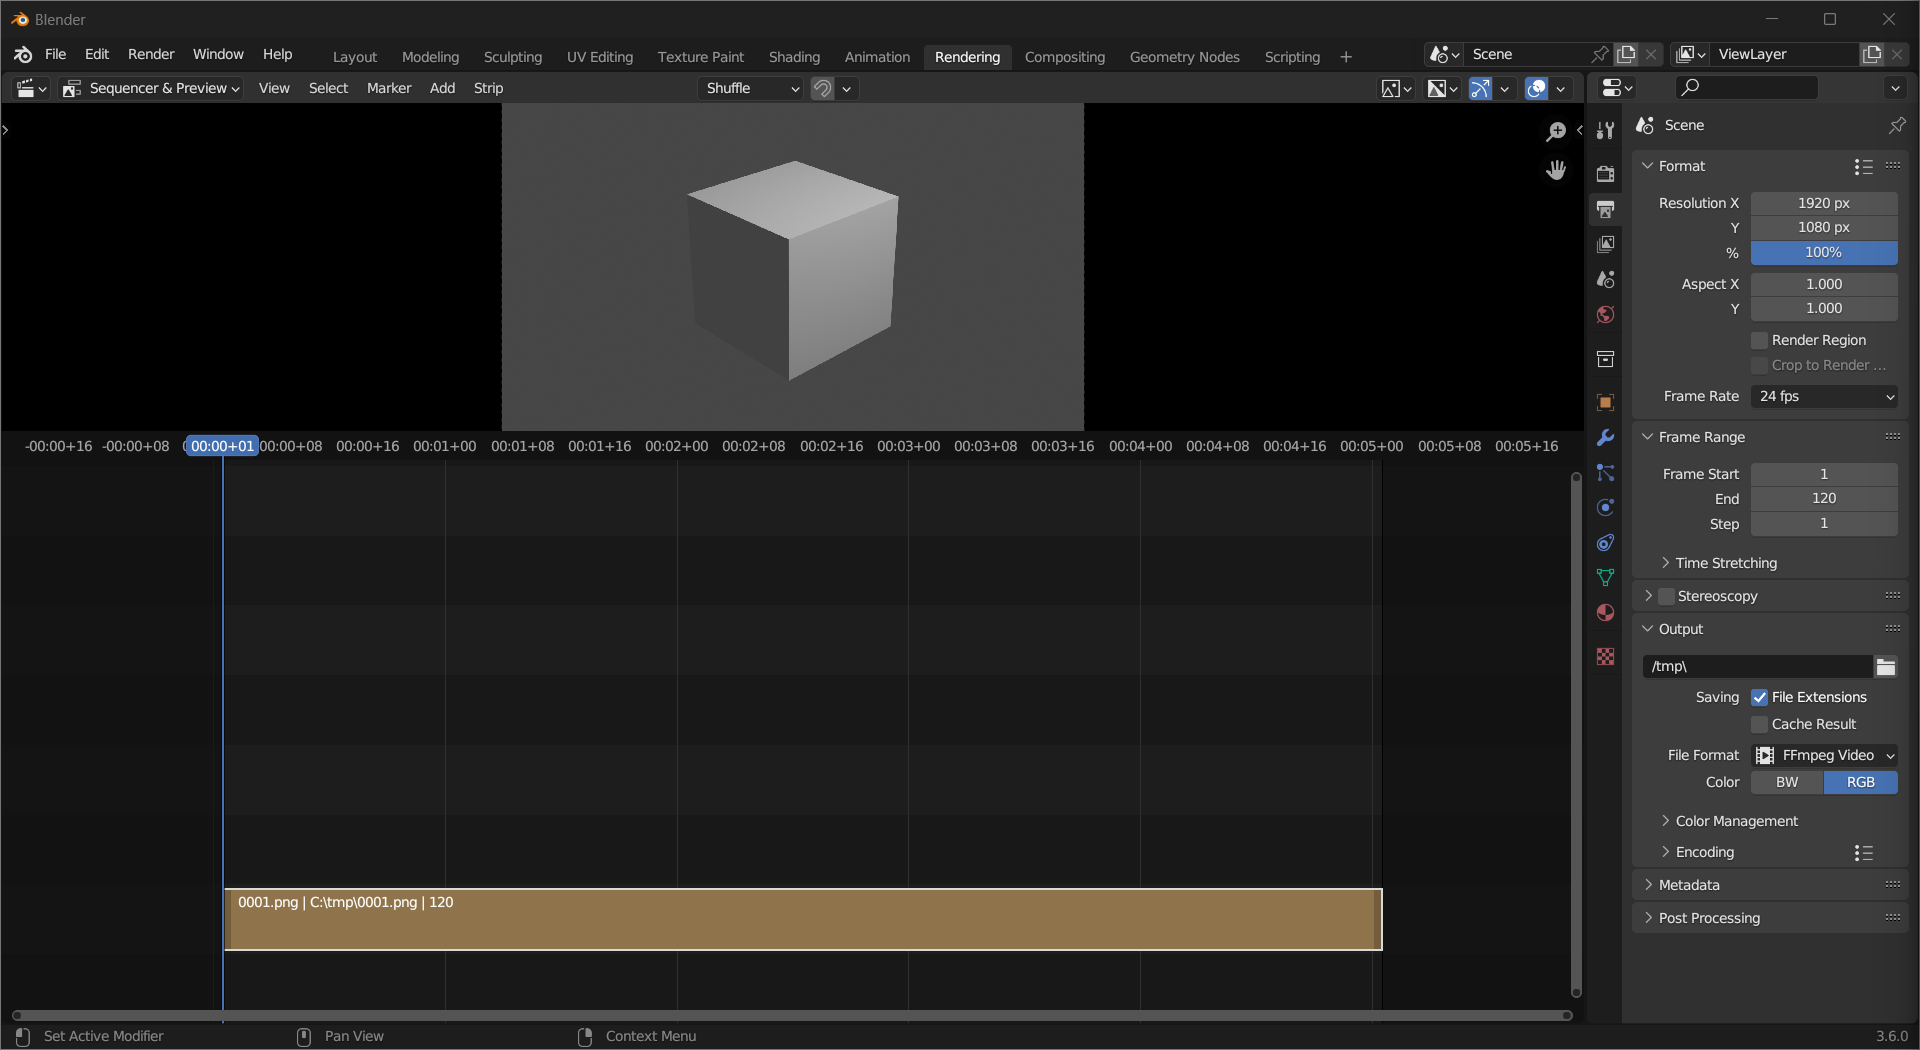 Blender
File Edit Render Window Help Layout Modeling Sculpting UV Editing Texture Paint Shading Animation Rendering Compositing Geometry Nodes Scripting + Scene ViewLayer
Sequencer & Preview View Select Marker Add Strip Shuffle
Scene
Format
Resolution X 1920 px
Y 1080 px
% 100%
Aspect X 1.000
Y 1.000
Render Region
Crop to Render ...
Frame Rate 24 fps
-00:00+16 -00:00+08 00:00+01 00:00+08 00:00+16 00:01+00 00:01+08 00:01+16 00:02+00 00:02+08 00:02+16 00:03+00 00:03+08 00:03+16 00:04+00 00:04+08 00:04+16 00:05+00 00:05+08 00:05+16
Frame Range
Frame Start 1
End 120
Step 1
Time Stretching
Stereoscopy
Output
/tmp\
Saving File Extensions
Cache Result
File Format FFmpeg Video
Color BW RGB
Color Management
Encoding
Metadata
Post Processing
0001.png | C:\tmp\0001.png | 120
Set Active Modifier Pan View Context Menu 3.6.0